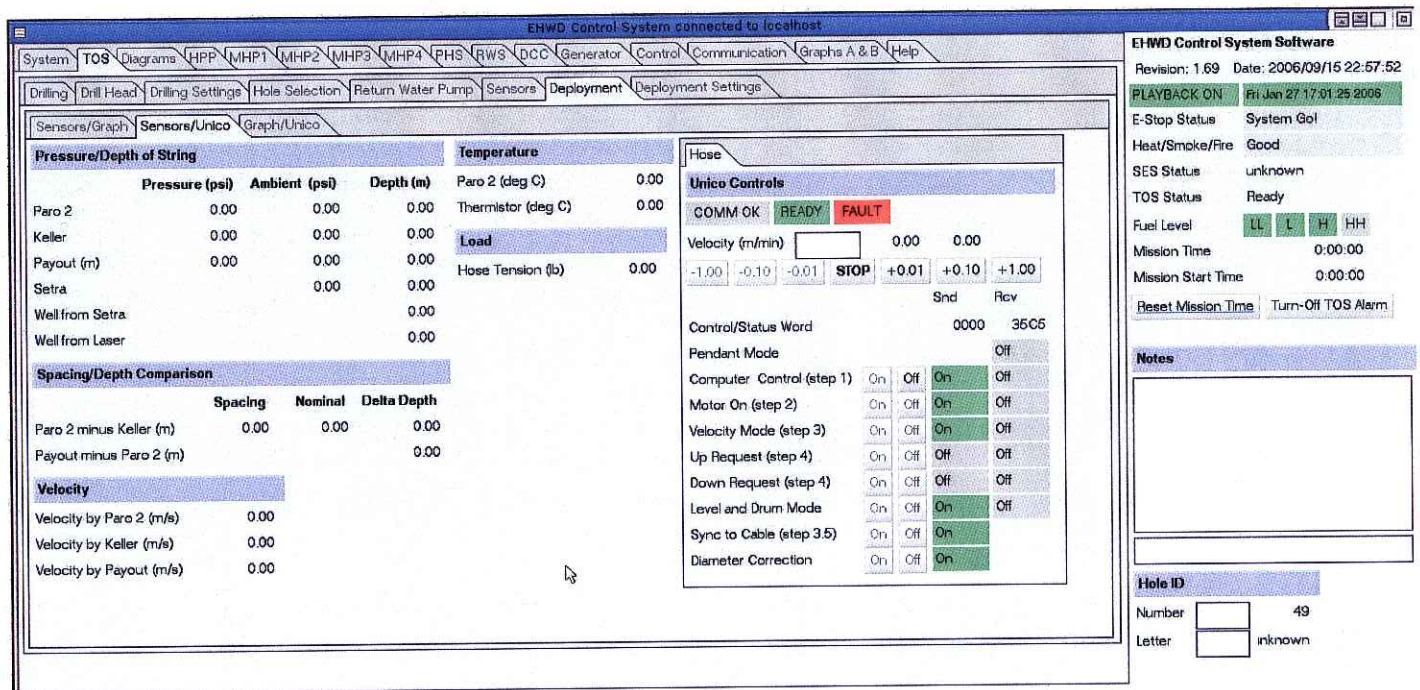 EHWD Control System connected to localhost
System TOS Diagrams HPP MHP1 MHP2 MHP3 MHP4 PHS RWS DCC Generator Control Communication Graphs A & B Help
Drilling Drill Head Drilling Settings Hole Selection Return Water Pump Sensors Deployment Deployment Settings
Sensors/Graph Sensors/Unico Graph/Unico
Pressure/Depth of String
Pressure (psi) Ambient (psi) Depth (m)
Paro 2 0.00 0.00 0.00
Keller 0.00 0.00 0.00
Payout (m) 0.00 0.00 0.00
Setra 0.00 0.00
Well from Setra 0.00
Well from Laser 0.00
Spacing/Depth Comparison
Spacing Nominal Delta Depth
Paro 2 minus Keller (m) 0.00 0.00 0.00
Payout minus Paro 2 (m) 0.00
Velocity
Velocity by Paro 2 (m/s) 0.00
Velocity by Keller (m/s) 0.00
Velocity by Payout (m/s) 0.00
Temperature
Paro 2 (deg C) 0.00
Thermistor (deg C) 0.00
Load
Hose Tension (lb) 0.00
Hose
Unico Controls
COMM OK READY FAULT
Velocity (m/min) 0.00 0.00
-1.00 -0.10 -0.01 STOP +0.01 +0.10 +1.00
Snd Rcv
Control/Status Word 0000 35C5
Pendant Mode Off
Computer Control (step 1) On Off On Off
Motor On (step 2) On Off On Off
Velocity Mode (step 3) On Off On Off
Up Request (step 4) On Off Off Off
Down Request (step 4) On Off Off Off
Level and Drum Mode On Off On Off
Sync to Cable (step 3.5) On Off On
Diameter Correction On Off On
EHWD Control System Software
Revision: 1.69 Date: 2006/09/15 22:57:52
PLAYBACK ON Fri Jan 27 17:01:25 2006
E-Stop Status System Go!
Heat/Smoke/Fire Good
SES Status unknown
TOS Status Ready
Fuel Level LL L H HH
Mission Time 0:00:00
Mission Start Time 0:00:00
Reset Mission Time Turn-Off TOS Alarm
Notes
Hole ID
Number 49
Letter inknown